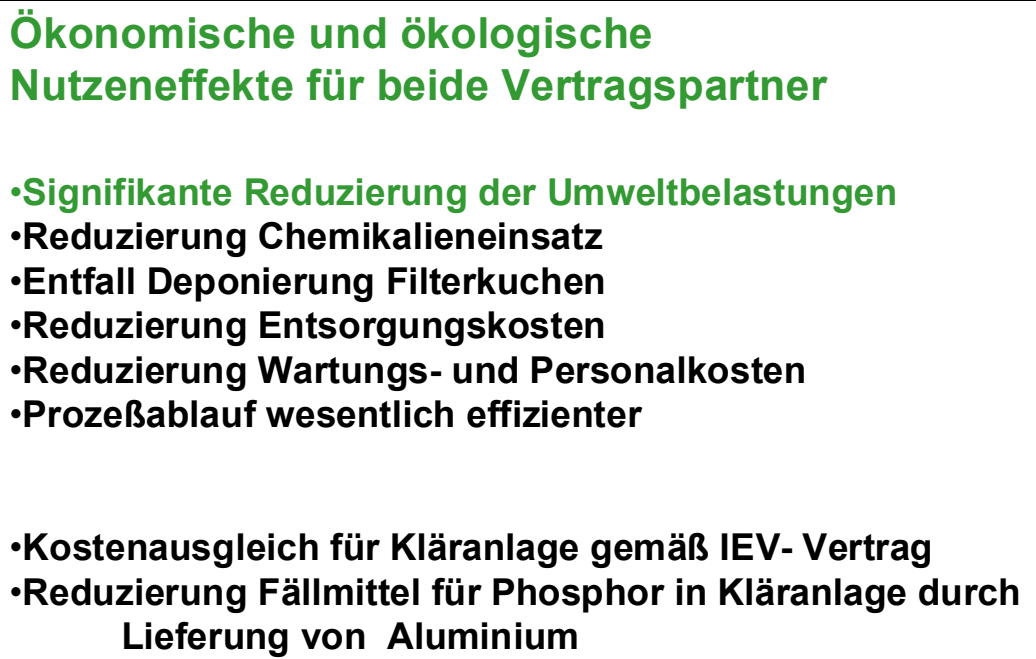 Ökonomische und ökologische
Nutzeneffekte für beide Vertragspartner
•Signifikante Reduzierung der Umweltbelastungen
•Reduzierung Chemikalieneinsatz
•Entfall Deponierung Filterkuchen
•Reduzierung Entsorgungskosten
•Reduzierung Wartungs- und Personalkosten
•Prozeßablauf wesentlich effizienter
•Kostenausgleich für Kläranlage gemäß IEV- Vertrag
•Reduzierung Fällmittel für Phosphor in Kläranlage durch
Lieferung von  Aluminium